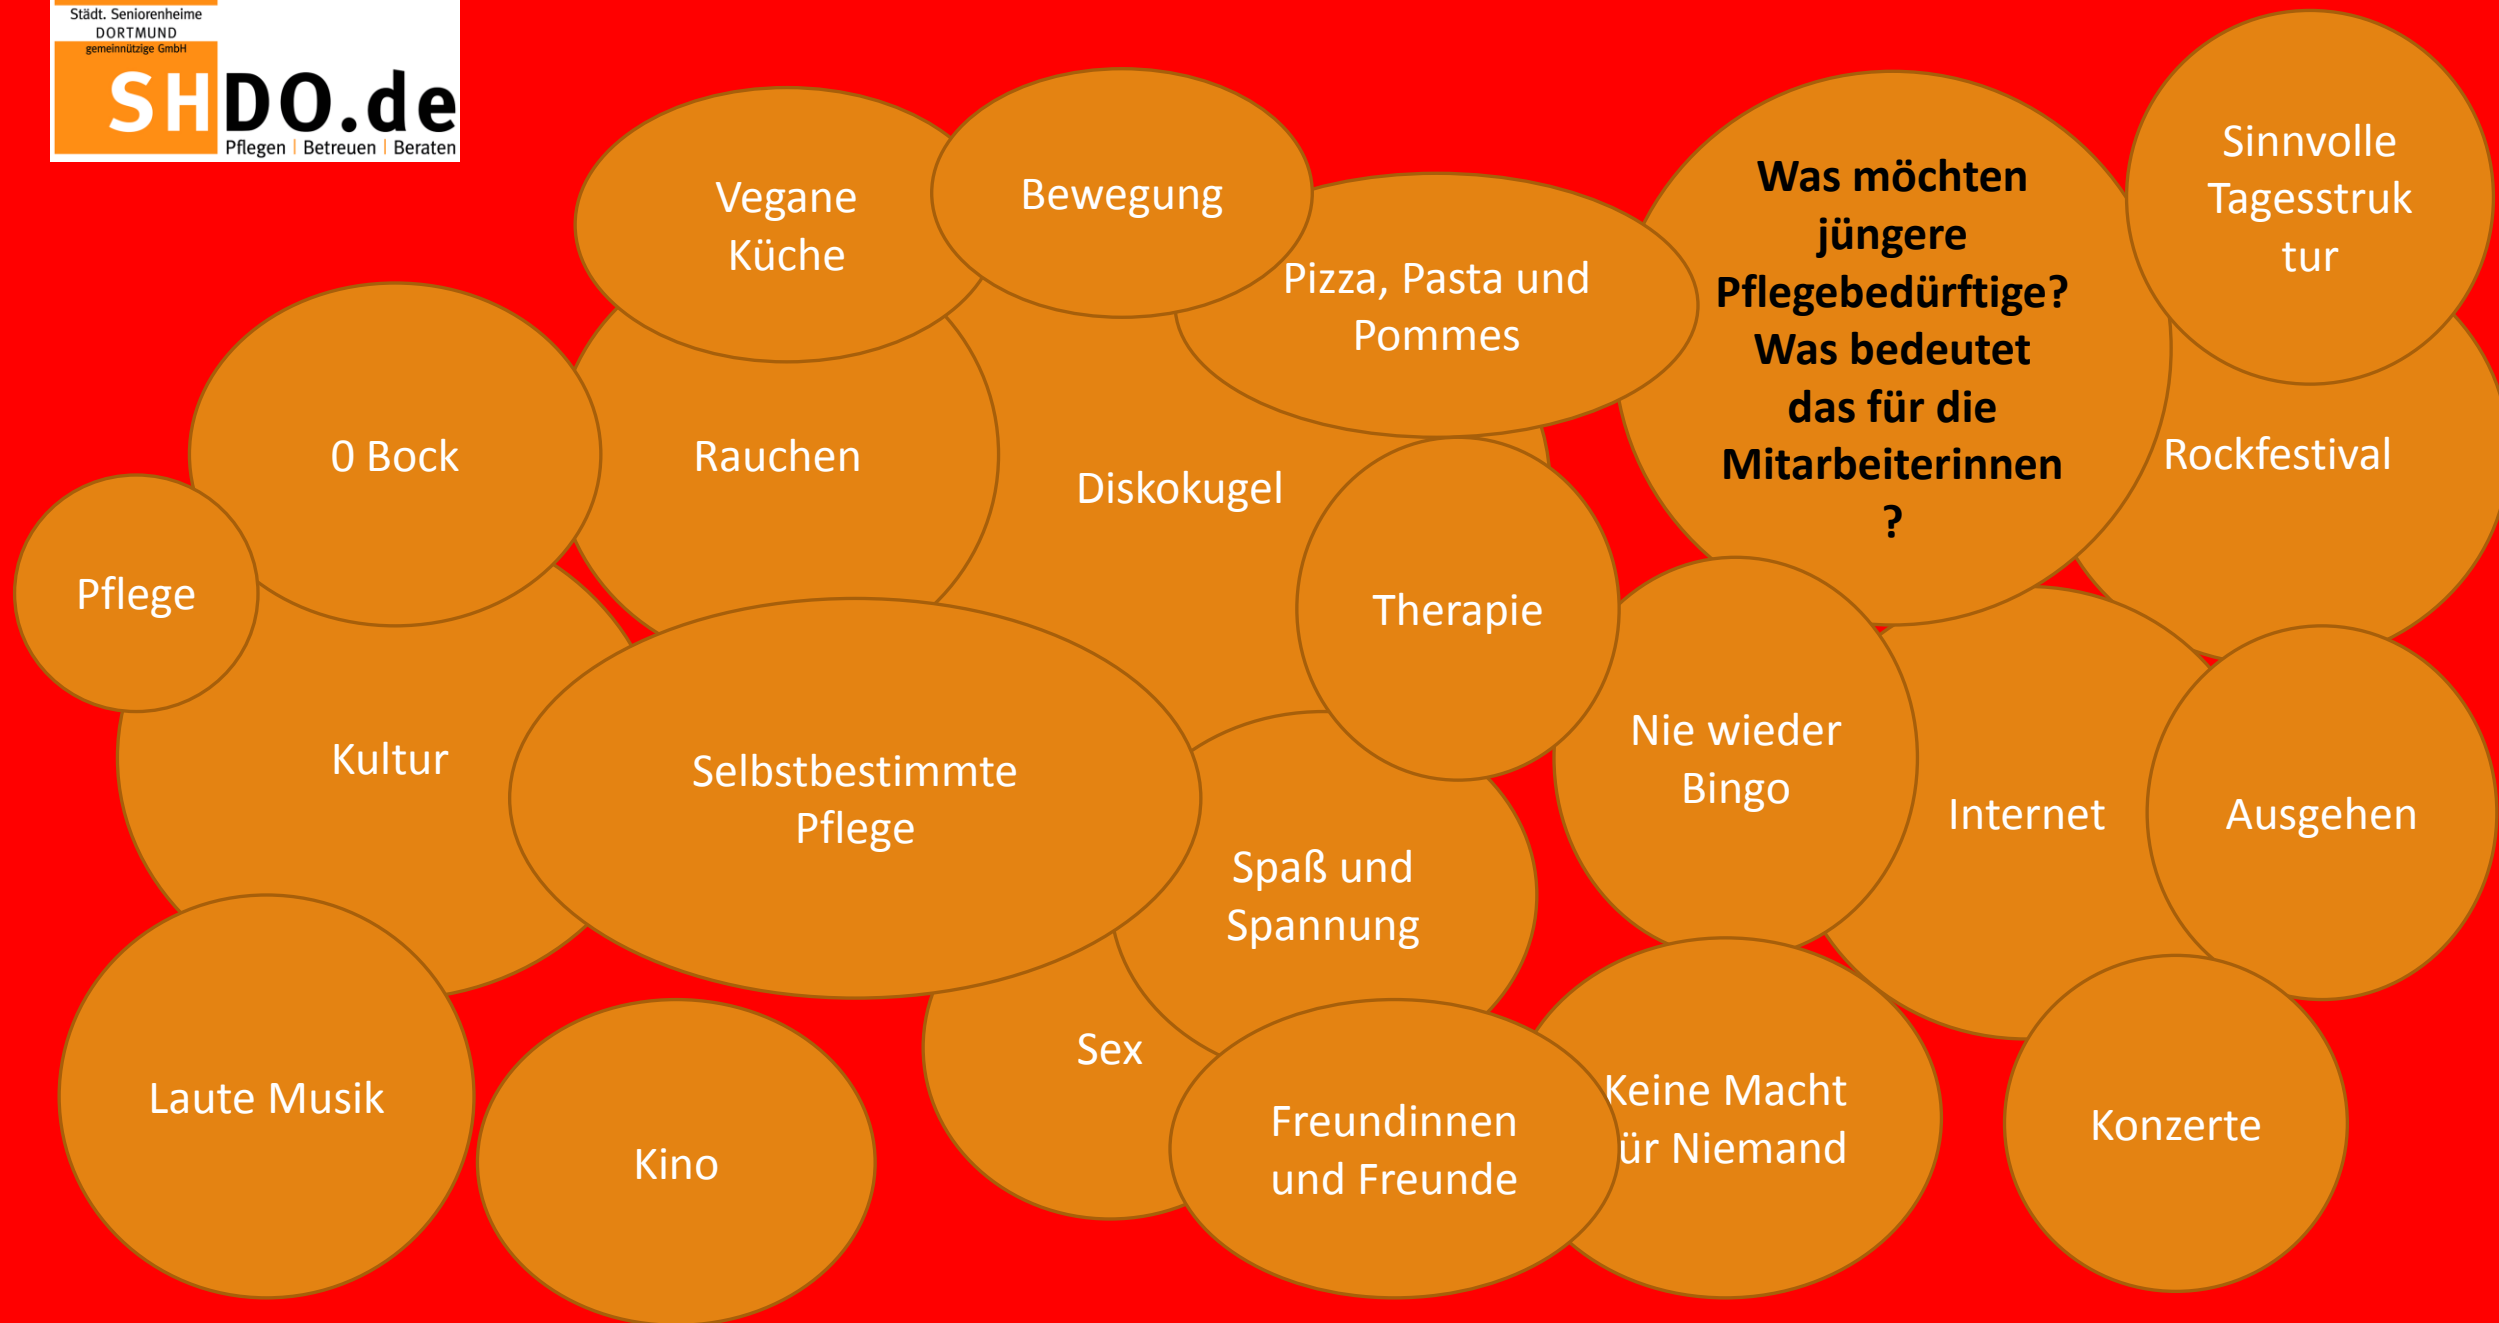 Städt. Seniorenheime
DORTMUND
gemeinnützige GmbH
SHDO.de
Pflegen | Betreuen | Beraten
Vegane
Küche
Bewegung
Pizza, Pasta und
Pommes
Was möchten
jüngere
Pflegebedürftige?
Was bedeutet
das für die
Mitarbeiterinnen
?
Sinnvolle
Tagesstruk
tur
0 Bock
Rauchen
Diskokugel
Rockfestival
Pflege
Therapie
Kultur
Selbstbestimmte
Pflege
Nie wieder
Bingo
Internet
Ausgehen
Spaß und
Spannung
Laute Musik
Kino
Sex
Freundinnen
und Freunde
Keine Macht
ür Niemand
Konzerte